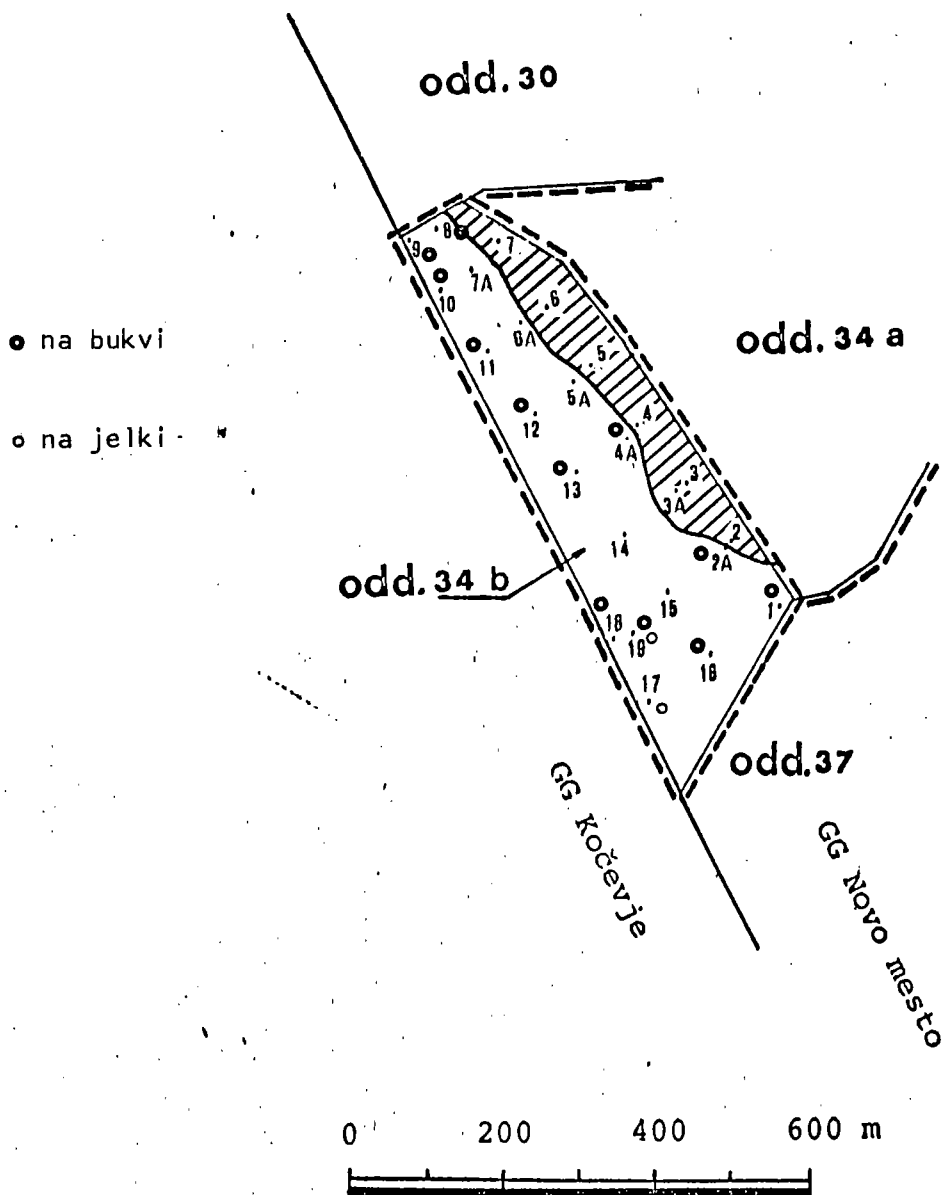 odd. 30
odd. 34 a
na bukvi
na jelki
8
9
7
7A
10
6
6A
11
5
5A
12
4
4A
13
3
3A
14
2
2A
odd. 34 b
1
15
18
19
16
17
odd. 37
GG Kočevje
GG Novo mesto
0 200 400 600 m